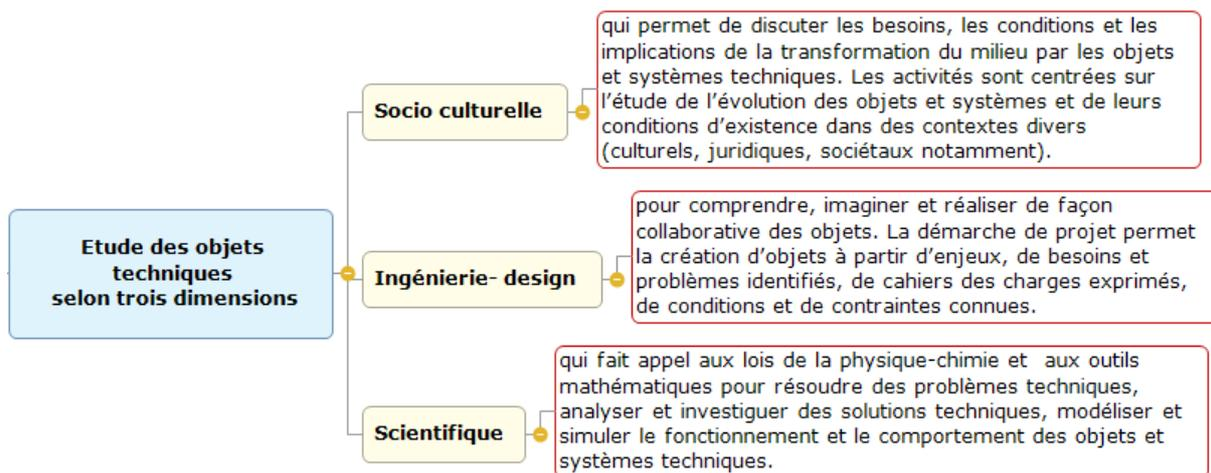 Etude des objets
techniques
selon trois dimensions
Socio culturelle
qui permet de discuter les besoins, les conditions et les
implications de la transformation du milieu par les objets
et systèmes techniques. Les activités sont centrées sur
l'étude de l'évolution des objets et systèmes et de leurs
conditions d'existence dans des contextes divers
(culturels, juridiques, sociétaux notamment).
Ingénierie- design
pour comprendre, imaginer et réaliser de façon
collaborative des objets. La démarche de projet permet
la création d'objets à partir d'enjeux, de besoins et
problèmes identifiés, de cahiers des charges exprimés,
de conditions et de contraintes connues.
Scientifique
qui fait appel aux lois de la physique-chimie et  aux outils
mathématiques pour résoudre des problèmes techniques,
analyser et investiguer des solutions techniques, modéliser et
simuler le fonctionnement et le comportement des objets et
systèmes techniques.